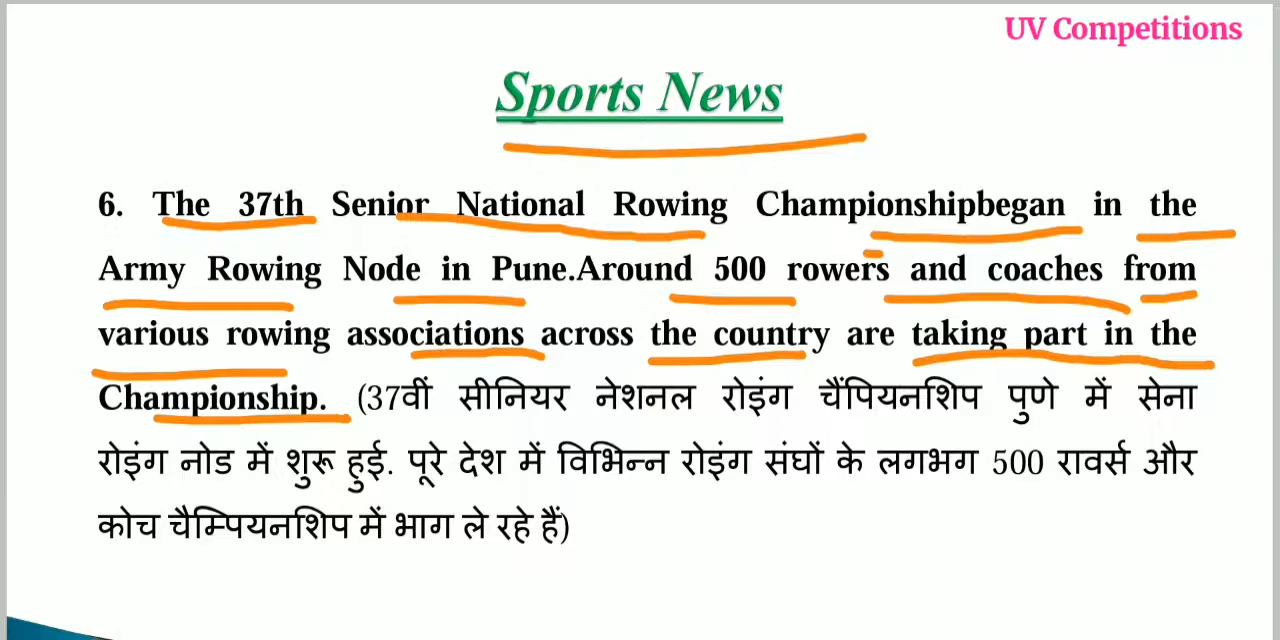 UV Competitions
Sports News
6. The 37th Senior National Rowing Championshipbegan in the
Army Rowing Node in Pune.Around 500 rowers and coaches from
various rowing associations across the country are taking part in the
Championship. (37वीं सीनियर नेशनल रोइंग चैंपियनशिप पुणे में सेना
रोइंग नोड में शुरू हुई. पूरे देश में विभिन्न रोइंग संघों के लगभग 500 रावर्स और
कोच चैम्पियनशिप में भाग ले रहे हैं)